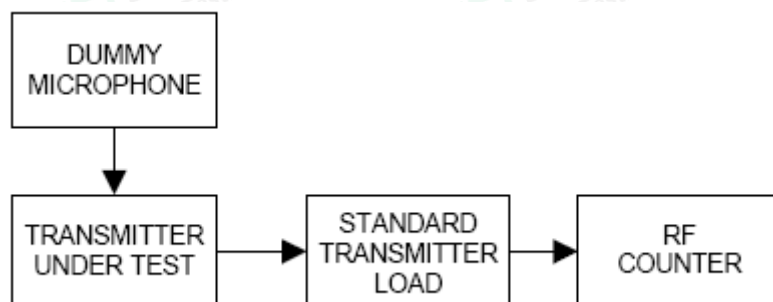 DUMMY
MICROPHONE
TRANSMITTER
UNDER TEST
STANDARD
TRANSMITTER
LOAD
RF
COUNTER